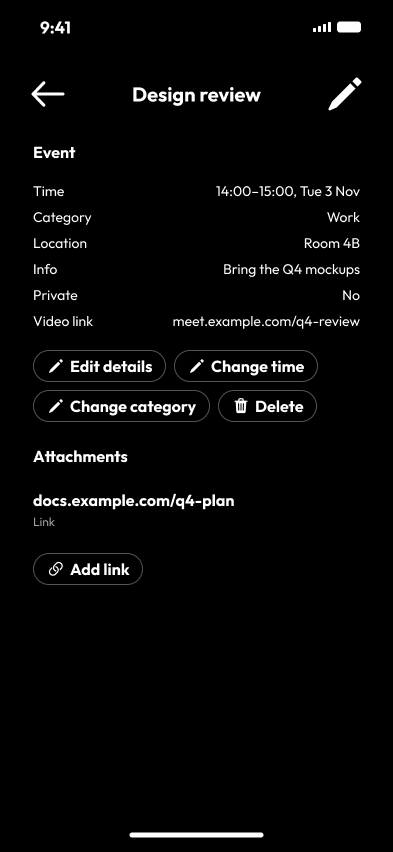 9:41
Design review
Event
Time 14:00–15:00, Tue 3 Nov
Category Work
Location Room 4B
Info Bring the Q4 mockups
Private No
Video link meet.example.com/q4-review
Edit details Change time
Change category Delete
Attachments
docs.example.com/q4-plan
Link
Add link